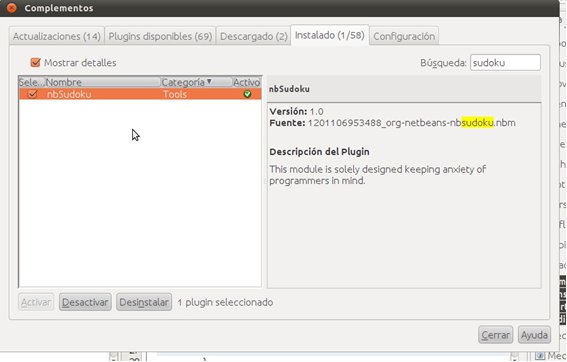 Complementos
Actualizaciones (14) Plugins disponibles (69) Descargado (2) Instalado (1/58) Configuración
Mostrar detalles Búsqueda: sudoku
Sele... Nombre Categoría Activo
nbSudoku Tools
nbSudoku
Versión: 1.0
Fuente: 1201106953488_org-netbeans-nbsudoku.nbm
Descripción del Plugin
This module is solely designed keeping anxiety of
programmers in mind.
Activar Desactivar Desinstalar 1 plugin seleccionado
Cerrar Ayuda